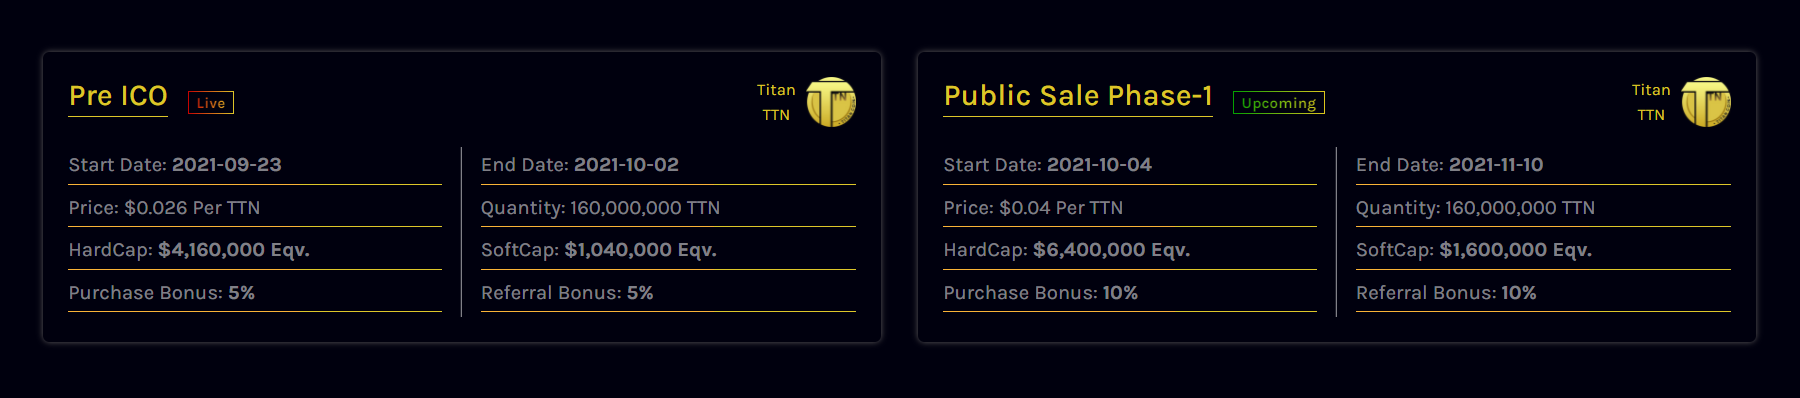 Pre ICO
Live
Titan
TTN
Start Date: 2021-09-23
End Date: 2021-10-02
Price: $0.026 Per TTN
Quantity: 160,000,000 TTN
HardCap: $4,160,000 Eqv.
SoftCap: $1,040,000 Eqv.
Purchase Bonus: 5%
Referral Bonus: 5%
Public Sale Phase-1
Upcoming
Titan
TTN
Start Date: 2021-10-04
End Date: 2021-11-10
Price: $0.04 Per TTN
Quantity: 160,000,000 TTN
HardCap: $6,400,000 Eqv.
SoftCap: $1,600,000 Eqv.
Purchase Bonus: 10%
Referral Bonus: 10%